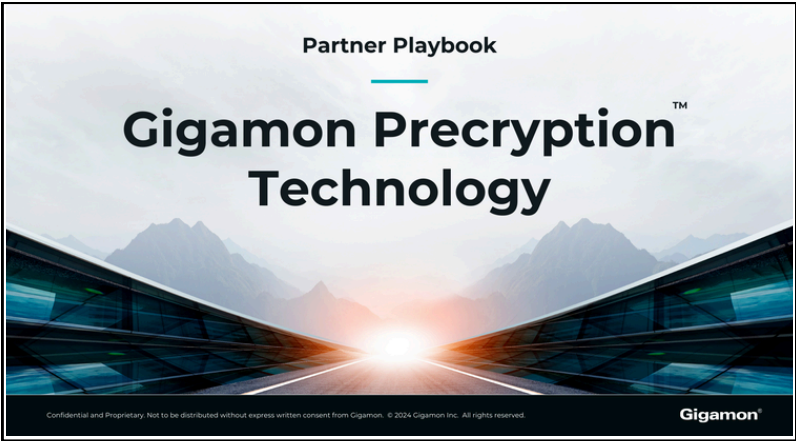 Partner Playbook
Gigamon Precryption™
Technology
Confidential and Proprietary. Not to be distributed without express written consent from Gigamon. © 2024 Gigamon Inc. All rights reserved.
Gigamon®